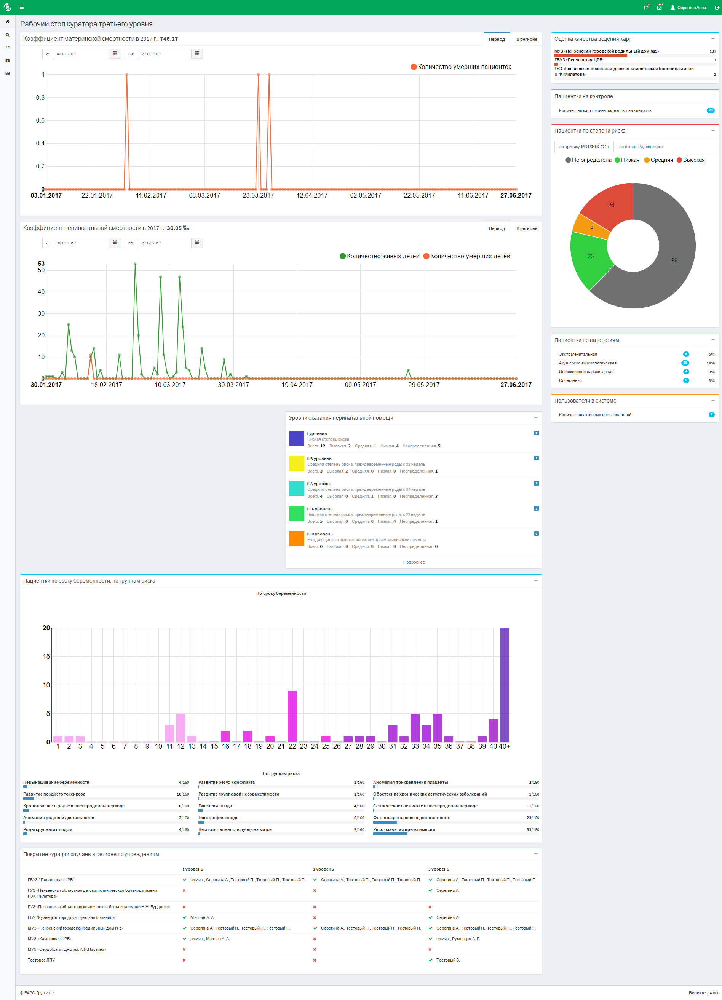 4
131
Серегина Анна
Рабочий стол куратора третьего уровня
Коэффициент материнской смертности в 2017 г.: 746.27
Период
В регионе
с:
03.01.2017
по:
27.06.2017
Количество умерших пациенток
1
0.8
0.6
0.4
0.2
0
03.01.2017
22.01.2017
11.02.2017
03.03.2017
23.03.2017
12.04.2017
02.05.2017
22.05.2017
11.06.2017
27.06.2017
Коэффициент перинатальной смертности в 2017 г.: 30.05 ‰
Период
В регионе
с:
30.01.2017
по:
27.06.2017
Количество живых детей
Количество умерших детей
53
50
40
30
20
10
0
30.01.2017
18.02.2017
10.03.2017
30.03.2017
19.04.2017
09.05.2017
29.05.2017
27.06.2017
Уровни оказания перинатальной помощи
I уровень
7
Низкая степень риска
Всего: 12 Высокая: 2 Средняя: 1 Низкая: 4 Неопределенная: 5
II B уровень
1
Средняя степень риска, преждевременные роды с 32 недель
Всего: 3 Высокая: 2 Средняя: 0 Низкая: 0 Неопределенная: 1
II A уровень
2
Средняя степень риска, преждевременные роды с 34 недель
Всего: 4 Высокая: 0 Средняя: 1 Низкая: 0 Неопределенная: 3
III A уровень
2
Высокая степень риска, преждевременные роды с 22 недель
Всего: 5 Высокая: 0 Средняя: 0 Низкая: 4 Неопределенная: 1
III B уровень
0
Нуждающиеся в высокотехнологичной медицинской помощи
Всего: 0 Высокая: 0 Средняя: 0 Низкая: 0 Неопределенная: 0
Подробнее
Пациентки по сроку беременности, по группам риска
По сроку беременности
20
15
10
5
0
1 2 3 4 5 6 7 8 9 10 11 12 13 14 15 16 17 18 19 20 21 22 23 24 25 26 27 28 29 30 31 32 33 34 35 36 37 38 39 40 40+
По группам риска
Невынашивание беременности 4/160
Развитие резус-конфликта 1/160
Аномалия прикрепления плаценты 2/160
Развитие позднего токсикоза 10/160
Развитие групповой несовместимости 1/160
Обострение хронических астматических заболеваний 1/160
Кровотечение в родах и послеродовом периоде 6/160
Гипоксия плода 4/160
Септическое состояние в послеродовом периоде 1/160
Аномалия родовой деятельности 2/160
Гипотрофия плода 6/160
Фетоплацентарная недостаточность 23/160
Роды крупным плодом 4/160
Несостоятельность рубца на матке 2/160
Риск развития преэклампсии 33/160
Покрытие курации случаев в регионе по учреждениям
1 уровень 2 уровень 3 уровень
ГБУЗ "Пензенская ЦРБ" админ , Серегина А., Тестовый П., Тестовый П., Тестовый П. Серегина А., Тестовый П., Тестовый П., Тестовый П. Серегина А., Тестовый П., Тестовый П., Тестовый П.
ГУЗ «Пензенская областная детская клиническая больница имени
Н.Ф.Филатова» Серегина А.
ГУЗ «Пензенская областная клиническая больница имени Н.Н. Бурденко»
ГБУ "Кузнецкая городская детская больница" Масчан А. А. Серегина А.
МУЗ «Пензенский городской родильный дом №1» Серегина А., Тестовый П., Тестовый П., Тестовый П. Серегина А., Тестовый П., Тестовый П., Тестовый П. Серегина А., Тестовый П., Тестовый П., Тестовый П.
МУЗ «Каменская ЦРБ» админ , Масчан А. А. админ , Румянцев А. Г.
МУЗ «Сердобская ЦРБ им. А.И.Настина»
Тестовое ЛПУ Тестовый В.
Оценка качества ведения карт
МУЗ «Пензенский городской родильный дом №1» 137
ГБУЗ "Пензенская ЦРБ" 7
ГУЗ «Пензенская областная детская клиническая больница имени
Н.Ф.Филатова» 1
Пациентки на контроле
Количество карт пациенток, взятых на контроль 23
Пациентки по степени риска
по приказу МЗ РФ № 572н
по шкале Радзинского
Не определена Низкая Средняя Высокая
26
8
26
99
Пациентки по патологиям
Экстрагенитальная 8 5%
Акушерско-гинекологическая 28 18%
Инфекционно-паразитарная 4 3%
Сочетанная 5 3%
Пользователи в системе
Количество активных пользователей 1
© БАРС Груп 2017
Версия: 2.4.000